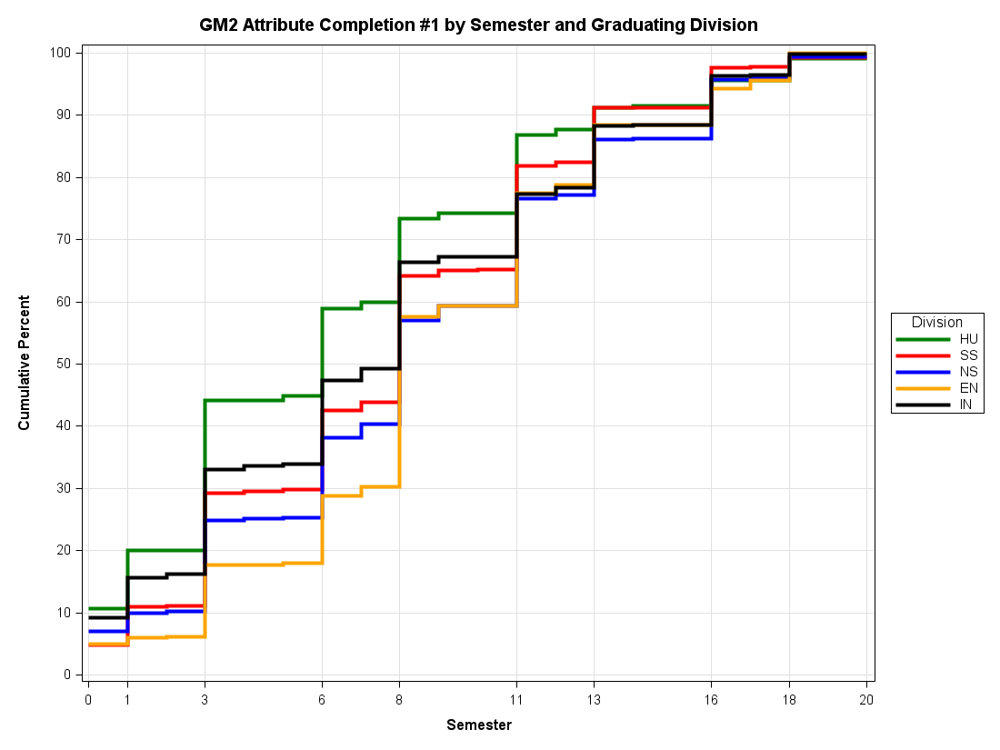 GM2 Attribute Completion #1 by Semester and Graduating Division
100
90
80
70
60
50
40
30
20
10
0
Cumulative Percent
0 1 3 6 8 11 13 16 18 20
Semester
Division
HU
SS
NS
EN
IN